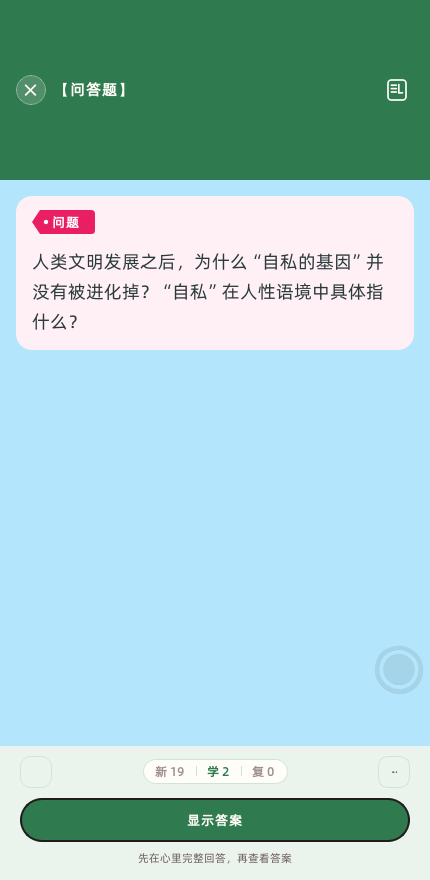 【问答题】
问题
人类文明发展之后，为什么“自私的基因”并
没有被进化掉？“自私”在人性语境中具体指
什么？
新 19 学 2 复 0
显示答案
先在心里完整回答，再查看答案